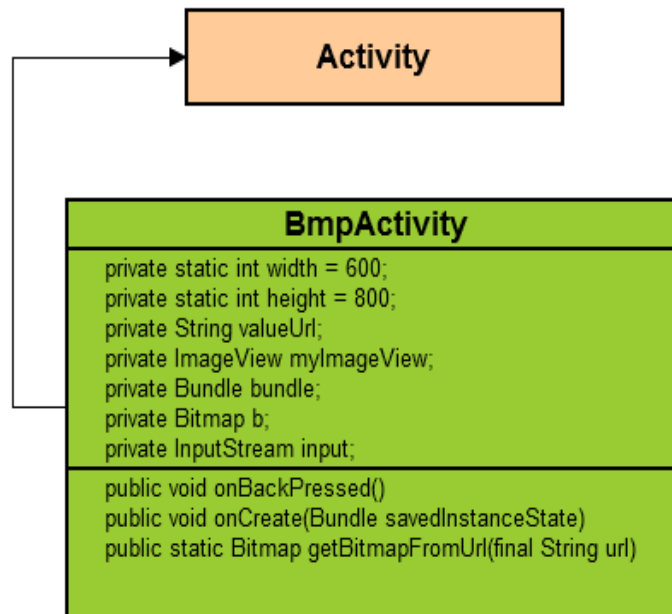 Activity
BmpActivity
private static int width = 600;
private static int height = 800;
private String valueUrl;
private ImageView myImageView;
private Bundle bundle;
private Bitmap b;
private InputStream input;
public void onBackPressed()
public void onCreate(Bundle savedInstanceState)
public static Bitmap getBitmapFromUrl(final String url)